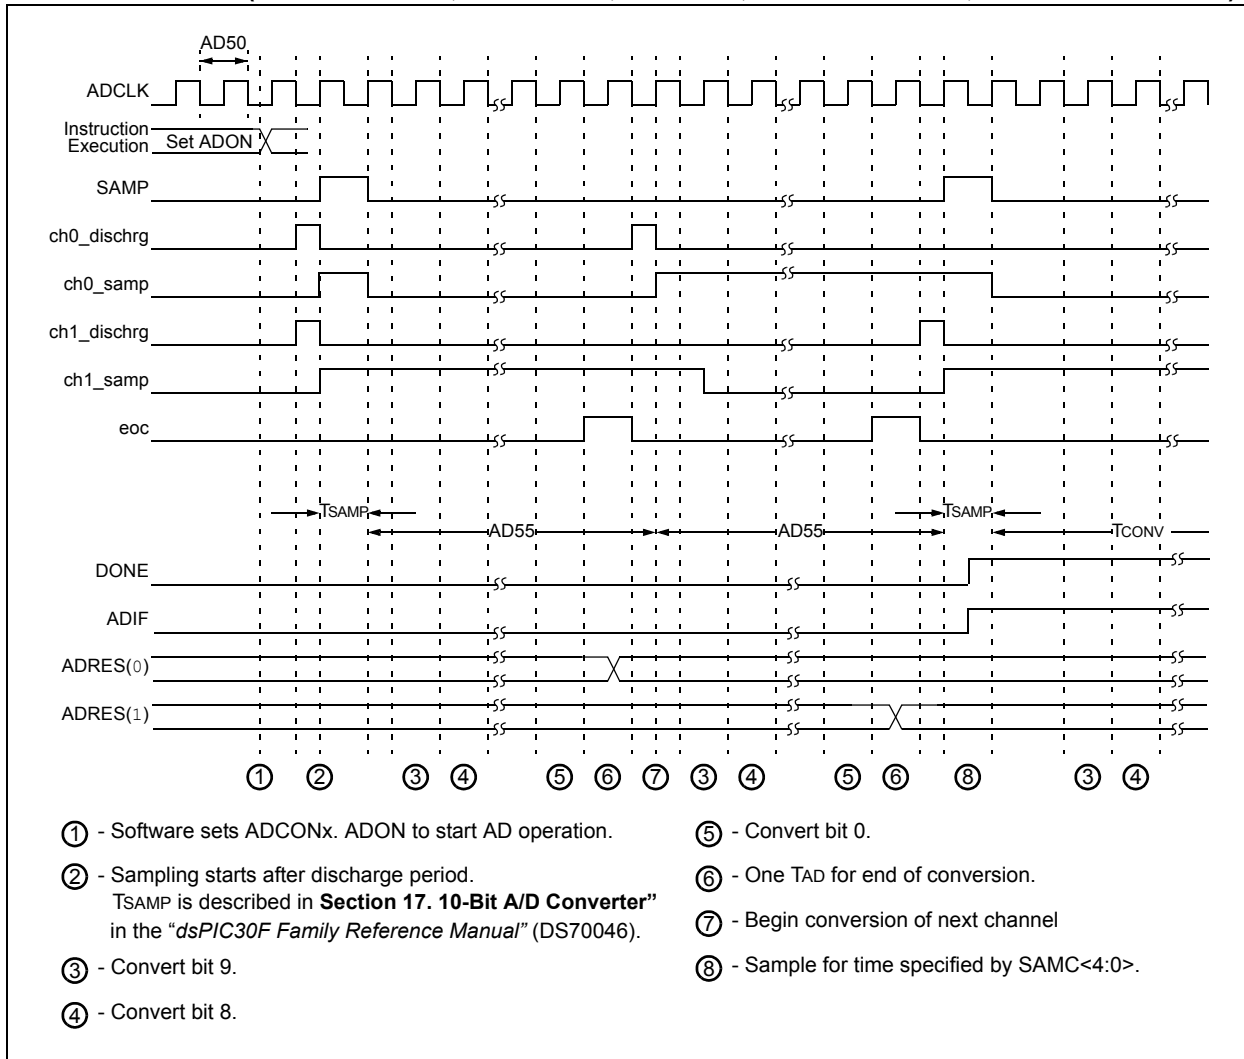 AD50
ADCLK
Instruction
Execution
Set ADON
SAMP
ch0_dischrg
ch0_samp
ch1_dischrg
ch1_samp
eoc
TSAMP
TSAMP
AD55
AD55
TCONV
DONE
ADIF
ADRES(0)
ADRES(1)
1 2 3 4 5 6 7 3 4 5 6 8 3 4
1 - Software sets ADCONx. ADON to start AD operation.
2 - Sampling starts after discharge period.
TSAMP is described in Section 17. 10-Bit A/D Converter”
in the “dsPIC30F Family Reference Manual” (DS70046).
3 - Convert bit 9.
4 - Convert bit 8.
5 - Convert bit 0.
6 - One TAD for end of conversion.
7 - Begin conversion of next channel
8 - Sample for time specified by SAMC<4:0>.